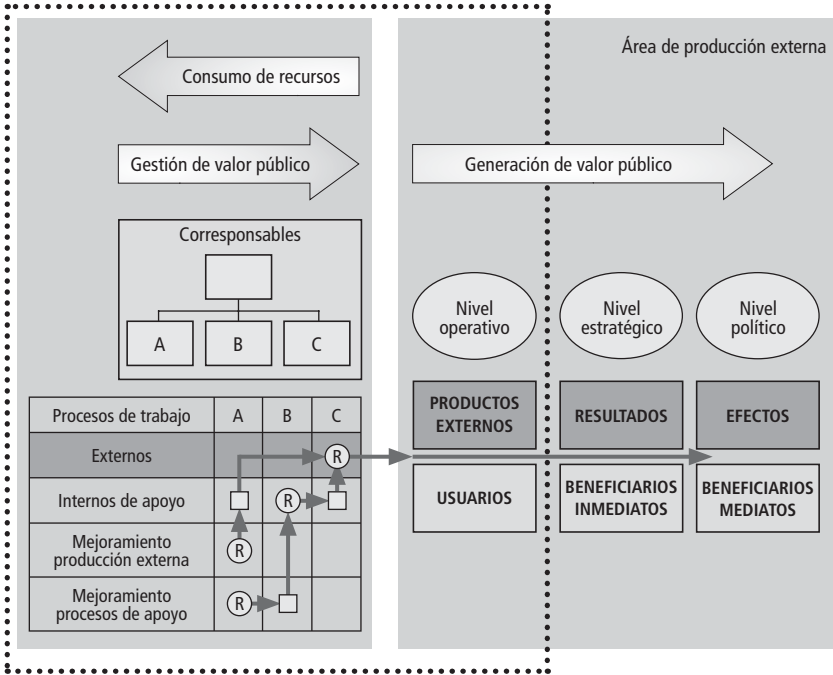 Área de producción externa
Consumo de recursos
Gestión de valor público
Generación de valor público
Corresponsables
A
B
C
Nivel
operativo
Nivel
estratégico
Nivel
político
PRODUCTOS
EXTERNOS
RESULTADOS
EFECTOS
USUARIOS
BENEFICIARIOS
INMEDIATOS
BENEFICIARIOS
MEDIATOS
Procesos de trabajo A B C
Externos R
Internos de apoyo R
Mejoramiento
producción externa
R
Mejoramiento
procesos de apoyo
R